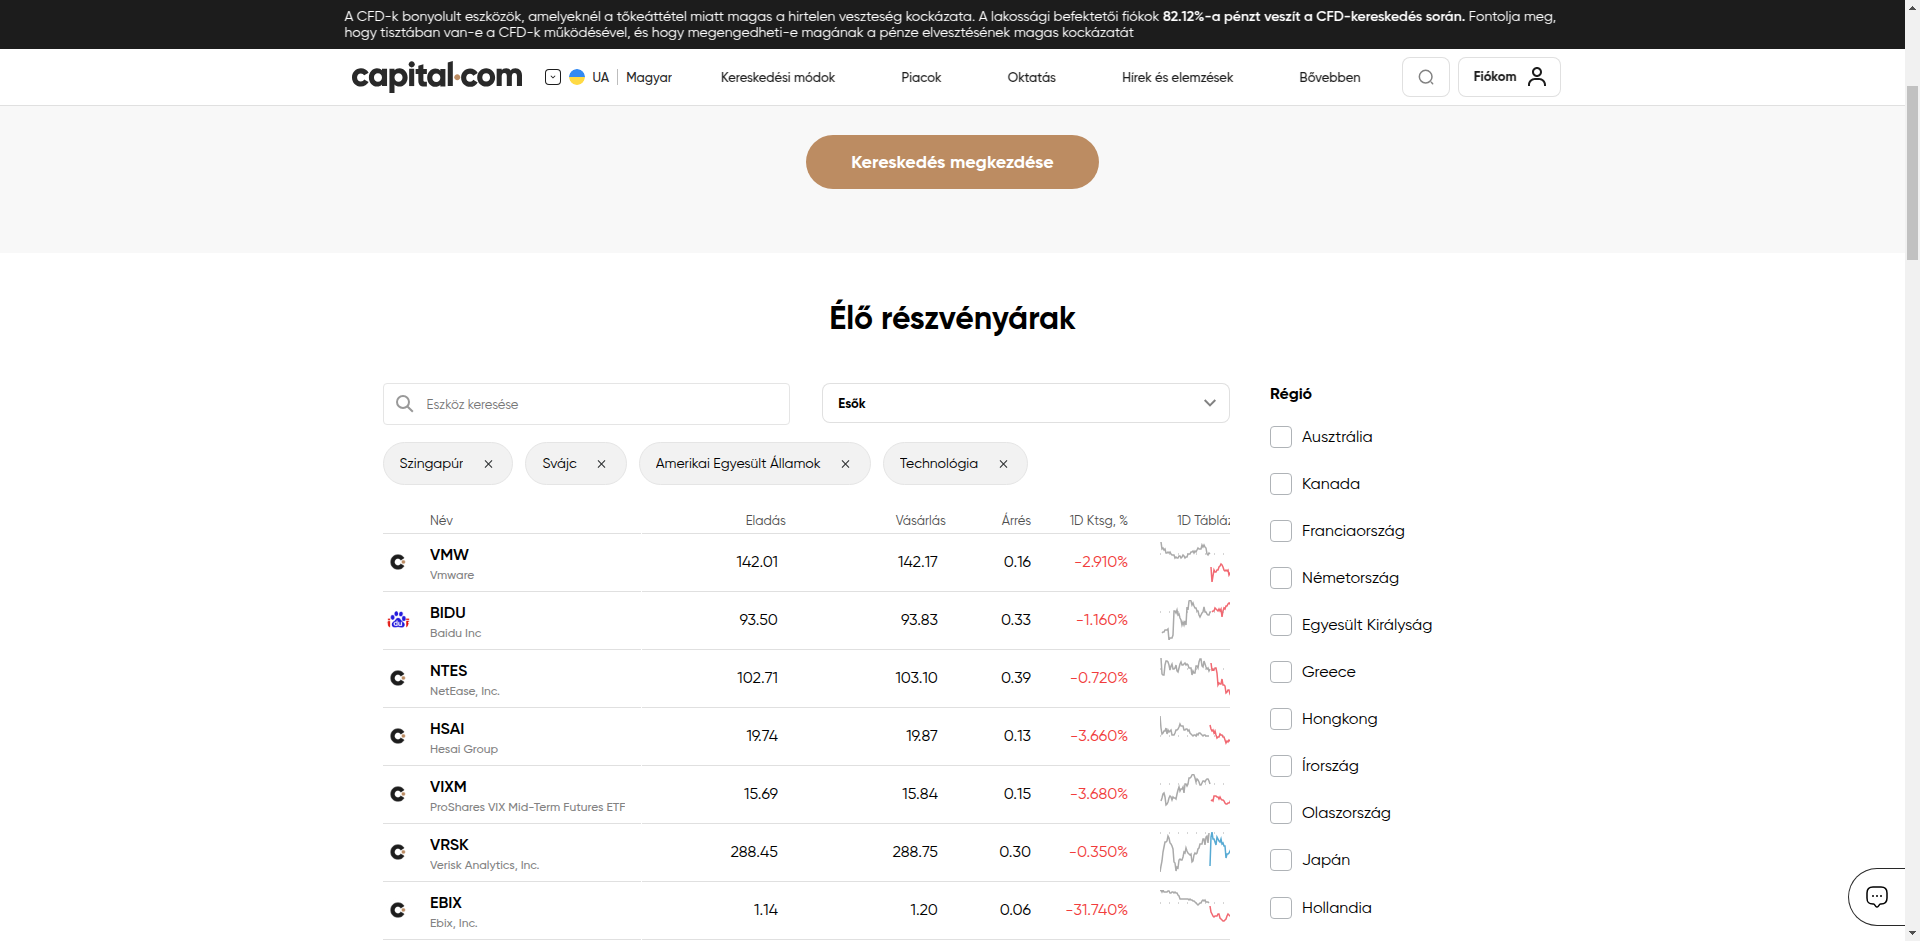 A CFD-k bonyolult eszközök, amelyeknél a tőkeáttétel miatt magas a hirtelen veszteség kockázata. A lakossági befektetői fiókok 82.12%-a pénzt veszít a CFD-kereskedés során. Fontolja meg,
hogy tisztában van-e a CFD-k működésével, és hogy megengedheti-e magának a pénze elvesztésének magas kockázatát
capital.com UA Magyar Kereskedési módok Piacok Oktatás Hírek és elemzések Bővebben Fiókom
Kereskedés megkezdése
Élő részvényárak
Eszköz keresése
Esők
Szingapúr × Svájc × Amerikai Egyesült Államok × Technológia ×
Név Eladás Vásárlás Árrés 1D Ktsg, % 1D Tábláz
VMW 142.01 142.17 0.16 -2.910%
Vmware
BIDU 93.50 93.83 0.33 -1.160%
Baidu Inc
NTES 102.71 103.10 0.39 -0.720%
NetEase, Inc.
HSAI 19.74 19.87 0.13 -3.660%
Hesai Group
VIXM 15.69 15.84 0.15 -3.680%
ProShares VIX Mid-Term Futures ETF
VRSK 288.45 288.75 0.30 -0.350%
Verisk Analytics, Inc.
EBIX 1.14 1.20 0.06 -31.740%
Ebix, Inc.
Régió
Ausztrália
Kanada
Franciaország
Németország
Egyesült Királyság
Greece
Hongkong
Írország
Olaszország
Japán
Hollandia